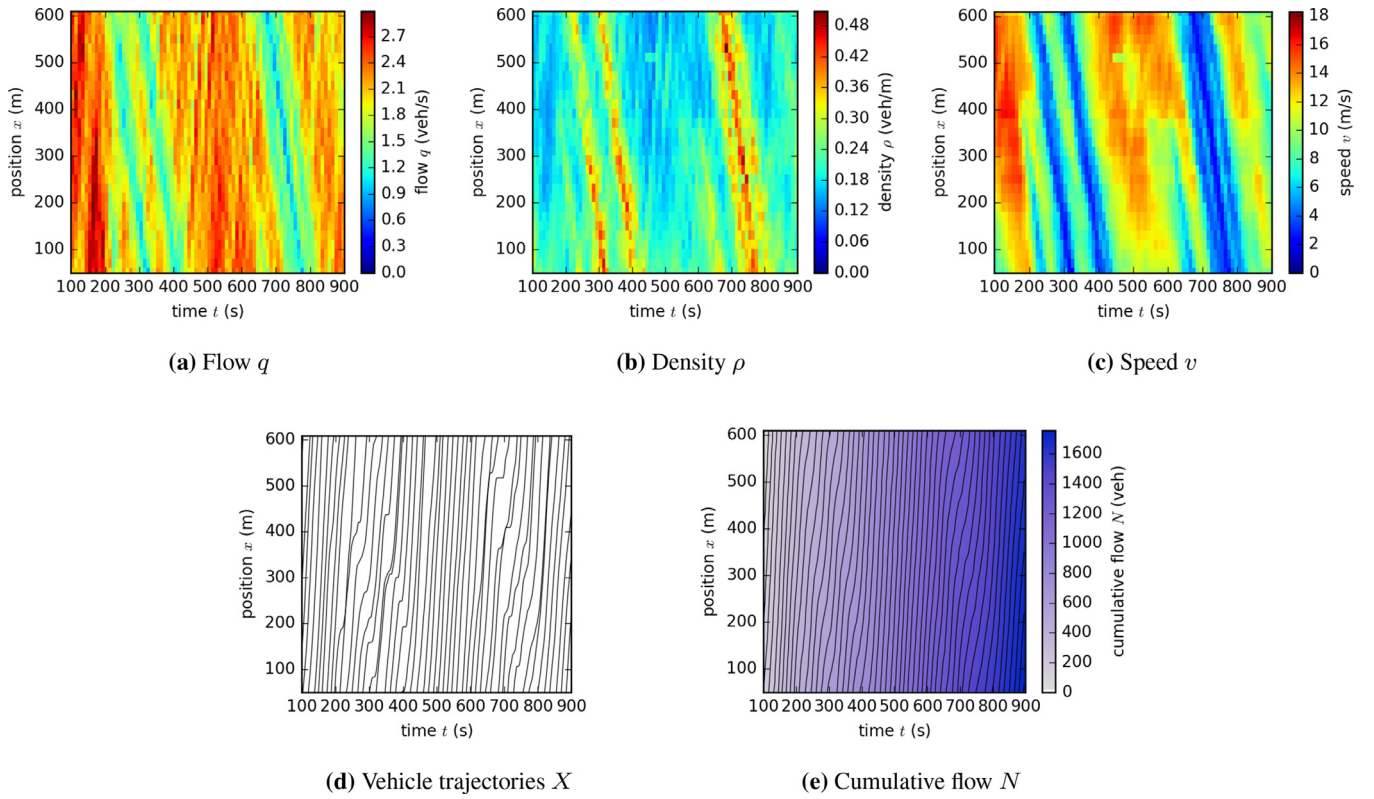 600
500
400
300
200
100
position x (m)
100 200 300 400 500 600 700 800 900
time t (s)
2.7
2.4
2.1
1.8
1.5
1.2
0.9
0.6
0.3
0.0
flow q (veh/s)
(a) Flow q
600
500
400
300
200
100
position x (m)
100 200 300 400 500 600 700 800 900
time t (s)
0.48
0.42
0.36
0.30
0.24
0.18
0.12
0.06
0.00
density ρ (veh/m)
(b) Density ρ
600
500
400
300
200
100
position x (m)
100 200 300 400 500 600 700 800 900
time t (s)
18
16
14
12
10
8
6
4
2
0
speed v (m/s)
(c) Speed v
600
500
400
300
200
100
position x (m)
100 200 300 400 500 600 700 800 900
time t (s)
(d) Vehicle trajectories X
600
500
400
300
200
100
position x (m)
100 200 300 400 500 600 700 800 900
time t (s)
1600
1400
1200
1000
800
600
400
200
0
cumulative flow N (veh)
(e) Cumulative flow N